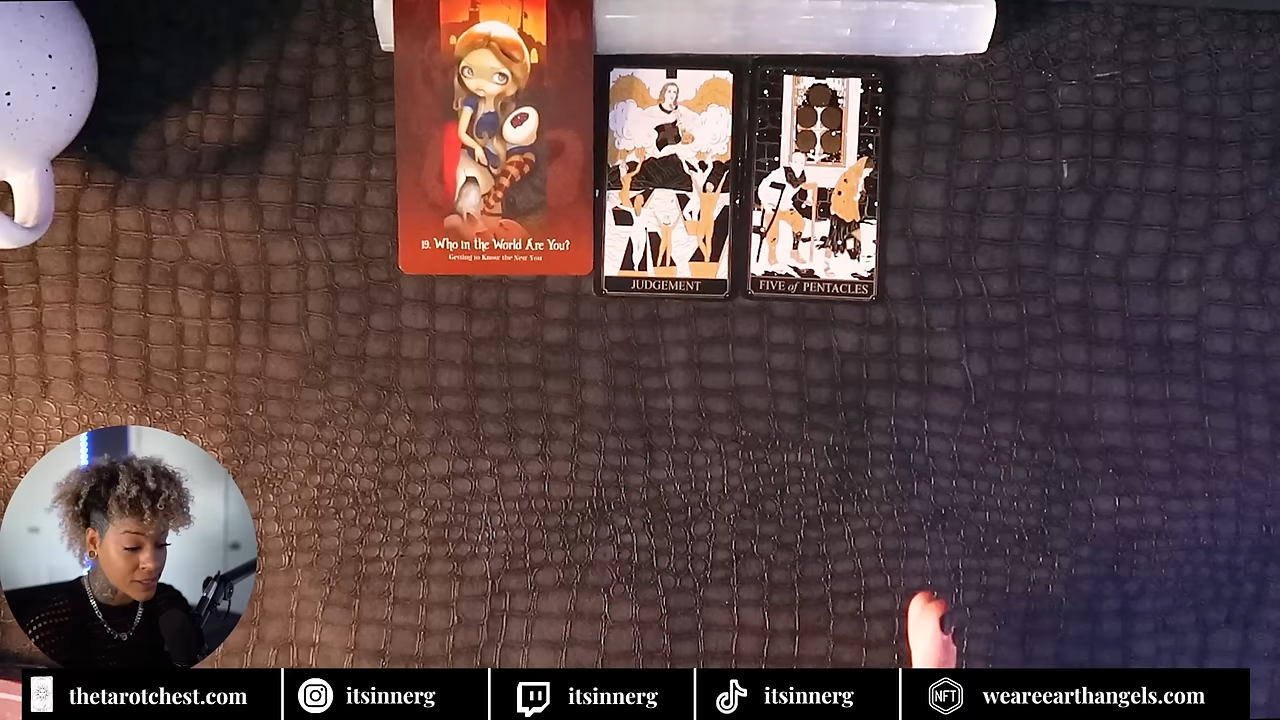 19. Who in the World Are You?
Getting to Know the New You
JUDGEMENT
FIVE of PENTACLES
thetarotchest.com
itsinnerg
itsinnerg
itsinnerg
NFT
weareearthangels.com